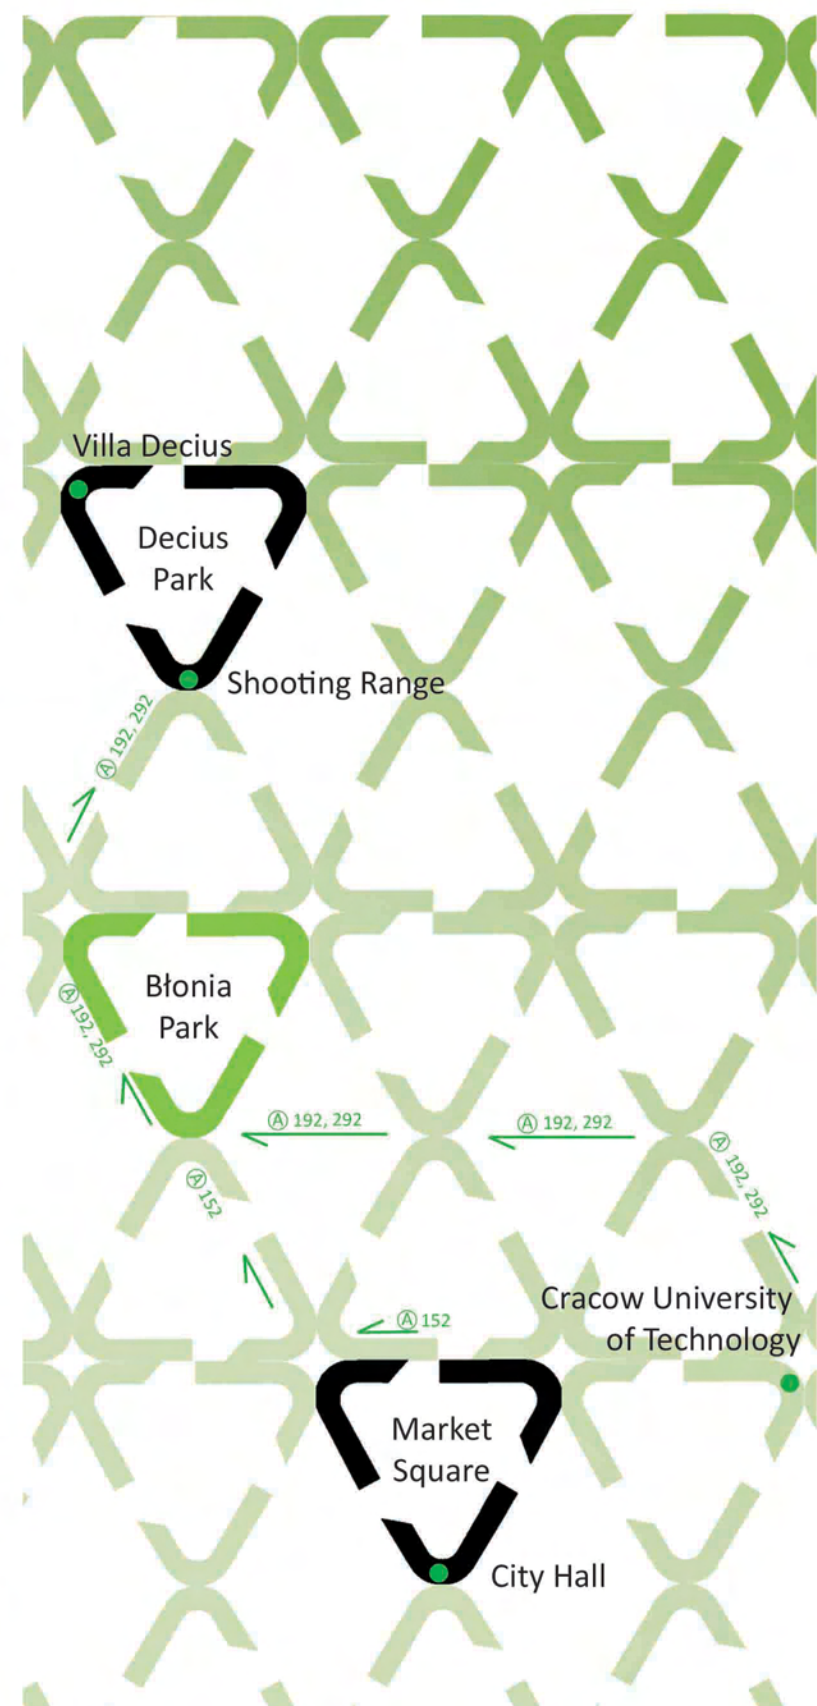 Villa Decius
Decius
Park
Shooting Range
Ⓐ 192, 292
Błonia
Park
Ⓐ 192, 292
Ⓐ 192, 292
Ⓐ 192, 292
Ⓐ 192, 292
Ⓐ 152
Cracow University
of Technology
Ⓐ 152
Market
Square
City Hall